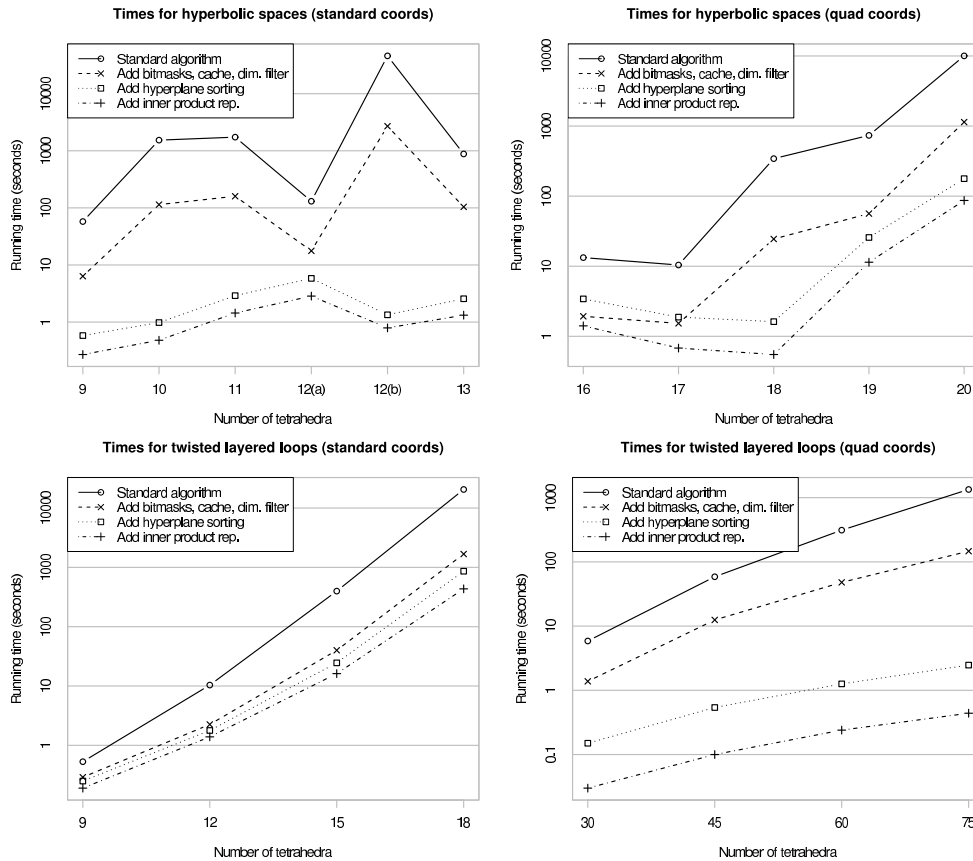 Times for hyperbolic spaces (standard coords)
Standard algorithm
Add bitmasks, cache, dim. filter
Add hyperplane sorting
Add inner product rep.
Running time (seconds)
10000
1000
100
10
1
9
10
11
12(a)
12(b)
13
Number of tetrahedra
Times for hyperbolic spaces (quad coords)
Standard algorithm
Add bitmasks, cache, dim. filter
Add hyperplane sorting
Add inner product rep.
Running time (seconds)
10000
1000
100
10
1
16
17
18
19
20
Number of tetrahedra
Times for twisted layered loops (standard coords)
Standard algorithm
Add bitmasks, cache, dim. filter
Add hyperplane sorting
Add inner product rep.
Running time (seconds)
10000
1000
100
10
1
9
12
15
18
Number of tetrahedra
Times for twisted layered loops (quad coords)
Standard algorithm
Add bitmasks, cache, dim. filter
Add hyperplane sorting
Add inner product rep.
Running time (seconds)
1000
100
10
1
0.1
30
45
60
75
Number of tetrahedra